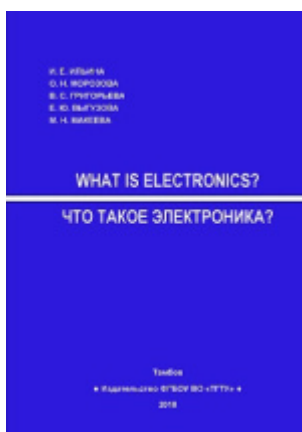 И. Е. ИЛЬИНА
О. Н. МОРОЗОВА
В. С. ГРИГОРЬЕВА
Е. Ю. ВЫГУЗОВА
М. Н. МАКЕЕВА
WHAT IS ELECTRONICS?
ЧТО ТАКОЕ ЭЛЕКТРОНИКА?
Тамбов
Издательство ФГБОУ ВО «ТГТУ»
2018